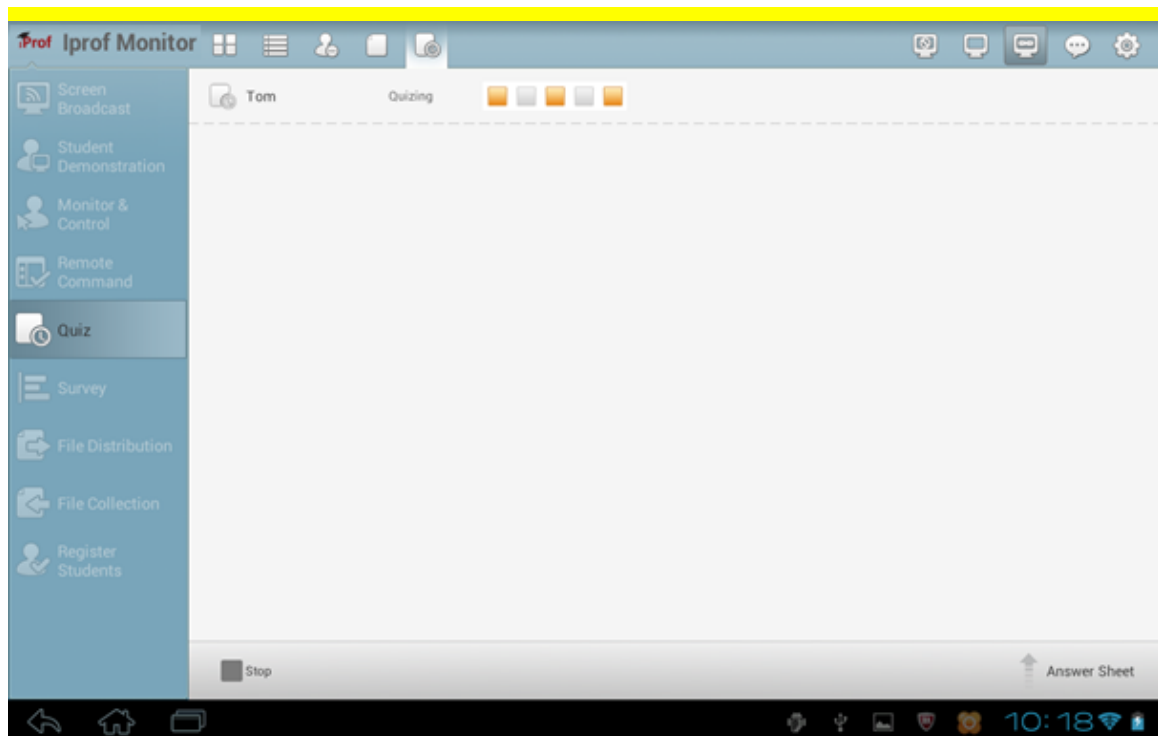 iProf Iprof Monitor
Screen
Broadcast
Tom Quizing
Student
Demonstration
Monitor &
Control
Remote
Command
Quiz
Survey
File Distribution
File Collection
Register
Students
Stop Answer Sheet
10:18